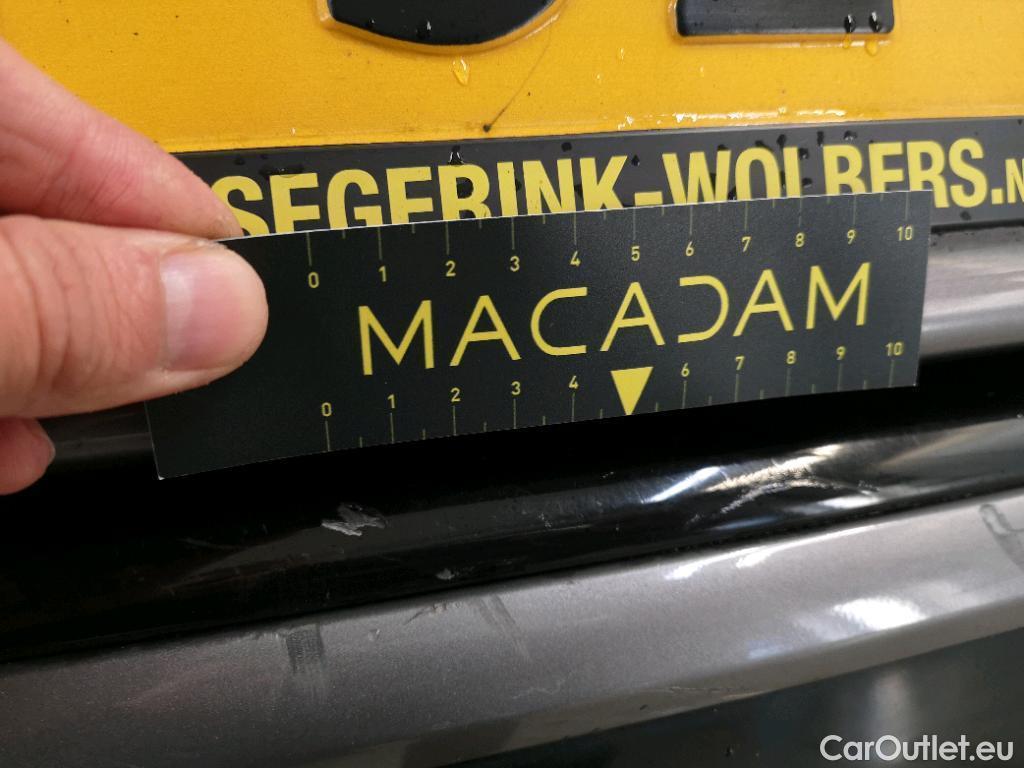 SEGERINK-WOLBERS.N
0 1 2 3 4 5 6 7 8 9 10
MACADAM
0 1 2 3 4 6 7 8 9 10
CarOutlet.eu